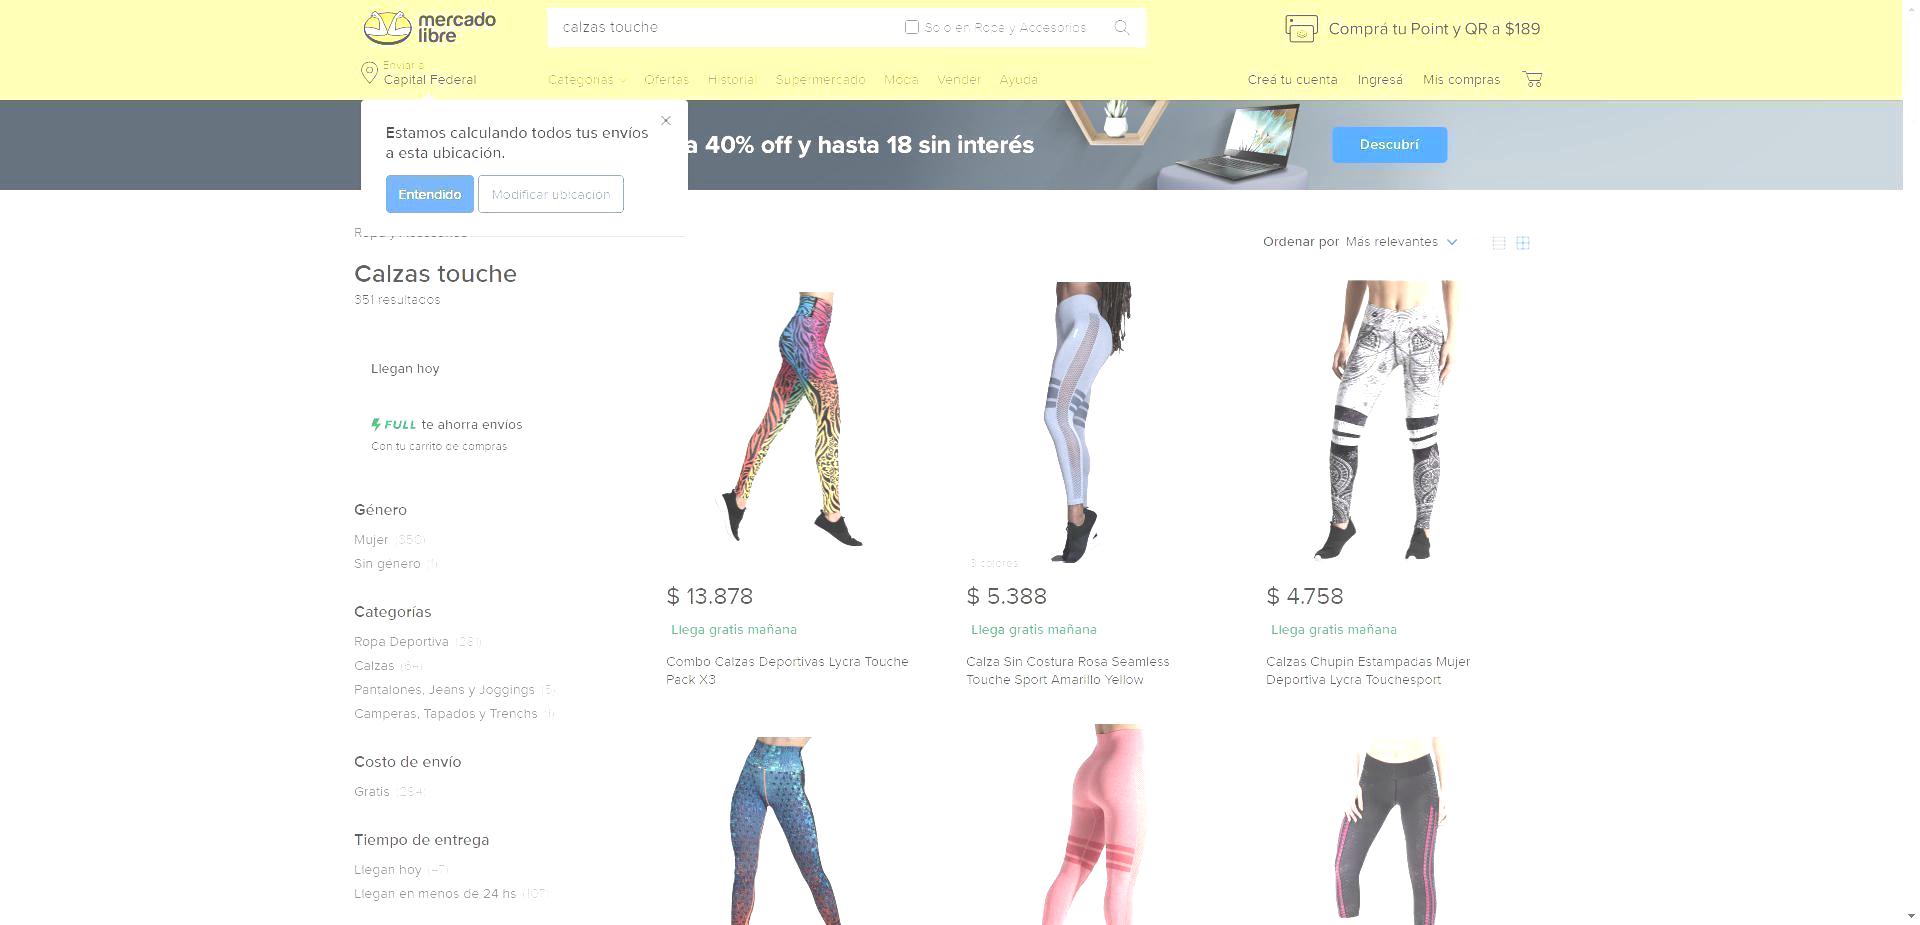 mercado
libre
calzas touche
Solo en Ropa y Accesorios
Comprá tu Point y QR a $189
Enviar a
Capital Federal
Categorías
Ofertas
Historial
Supermercado
Moda
Vender
Ayuda
Creá tu cuenta
Ingresá
Mis compras
Estamos calculando todos tus envíos
a esta ubicación.
Entendido
Modificar ubicación
a 40% off y hasta 18 sin interés
Descubrí
Ropa y Accesorios
Ordenar por Más relevantes
Calzas touche
351 resultados
Llegan hoy
FULL te ahorra envíos
Con tu carrito de compras
Género
Mujer (350)
Sin género (1)
Categorías
Ropa Deportiva (281)
Calzas (64)
Pantalones, Jeans y Joggings (5)
Camperas, Tapados y Trenchs (1)
Costo de envío
Gratis (284)
Tiempo de entrega
Llegan hoy (47)
Llegan en menos de 24 hs (107)
$ 13.878
Llega gratis mañana
Combo Calzas Deportivas Lycra Touche
Pack X3
3 colores
$ 5.388
Llega gratis mañana
Calza Sin Costura Rosa Seamless
Touche Sport Amarillo Yellow
$ 4.758
Llega gratis mañana
Calzas Chupin Estampadas Mujer
Deportiva Lycra Touchesport